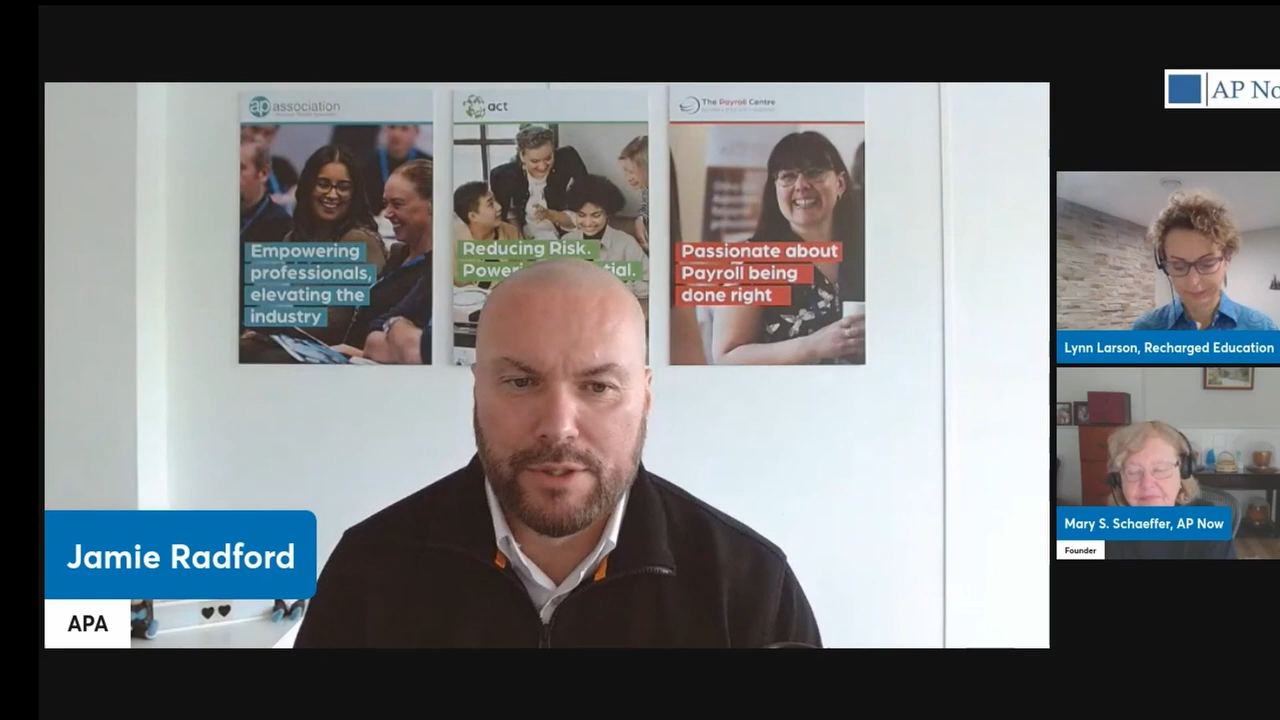 ap association
act
The Payroll Centre
Empowering
professionals,
elevating the
industry
Reducing Risk.
Passionate about
Payroll being
done right
Jamie Radford
APA
AP No
Lynn Larson, Recharged Education
Mary S. Schaeffer, AP Now
Founder